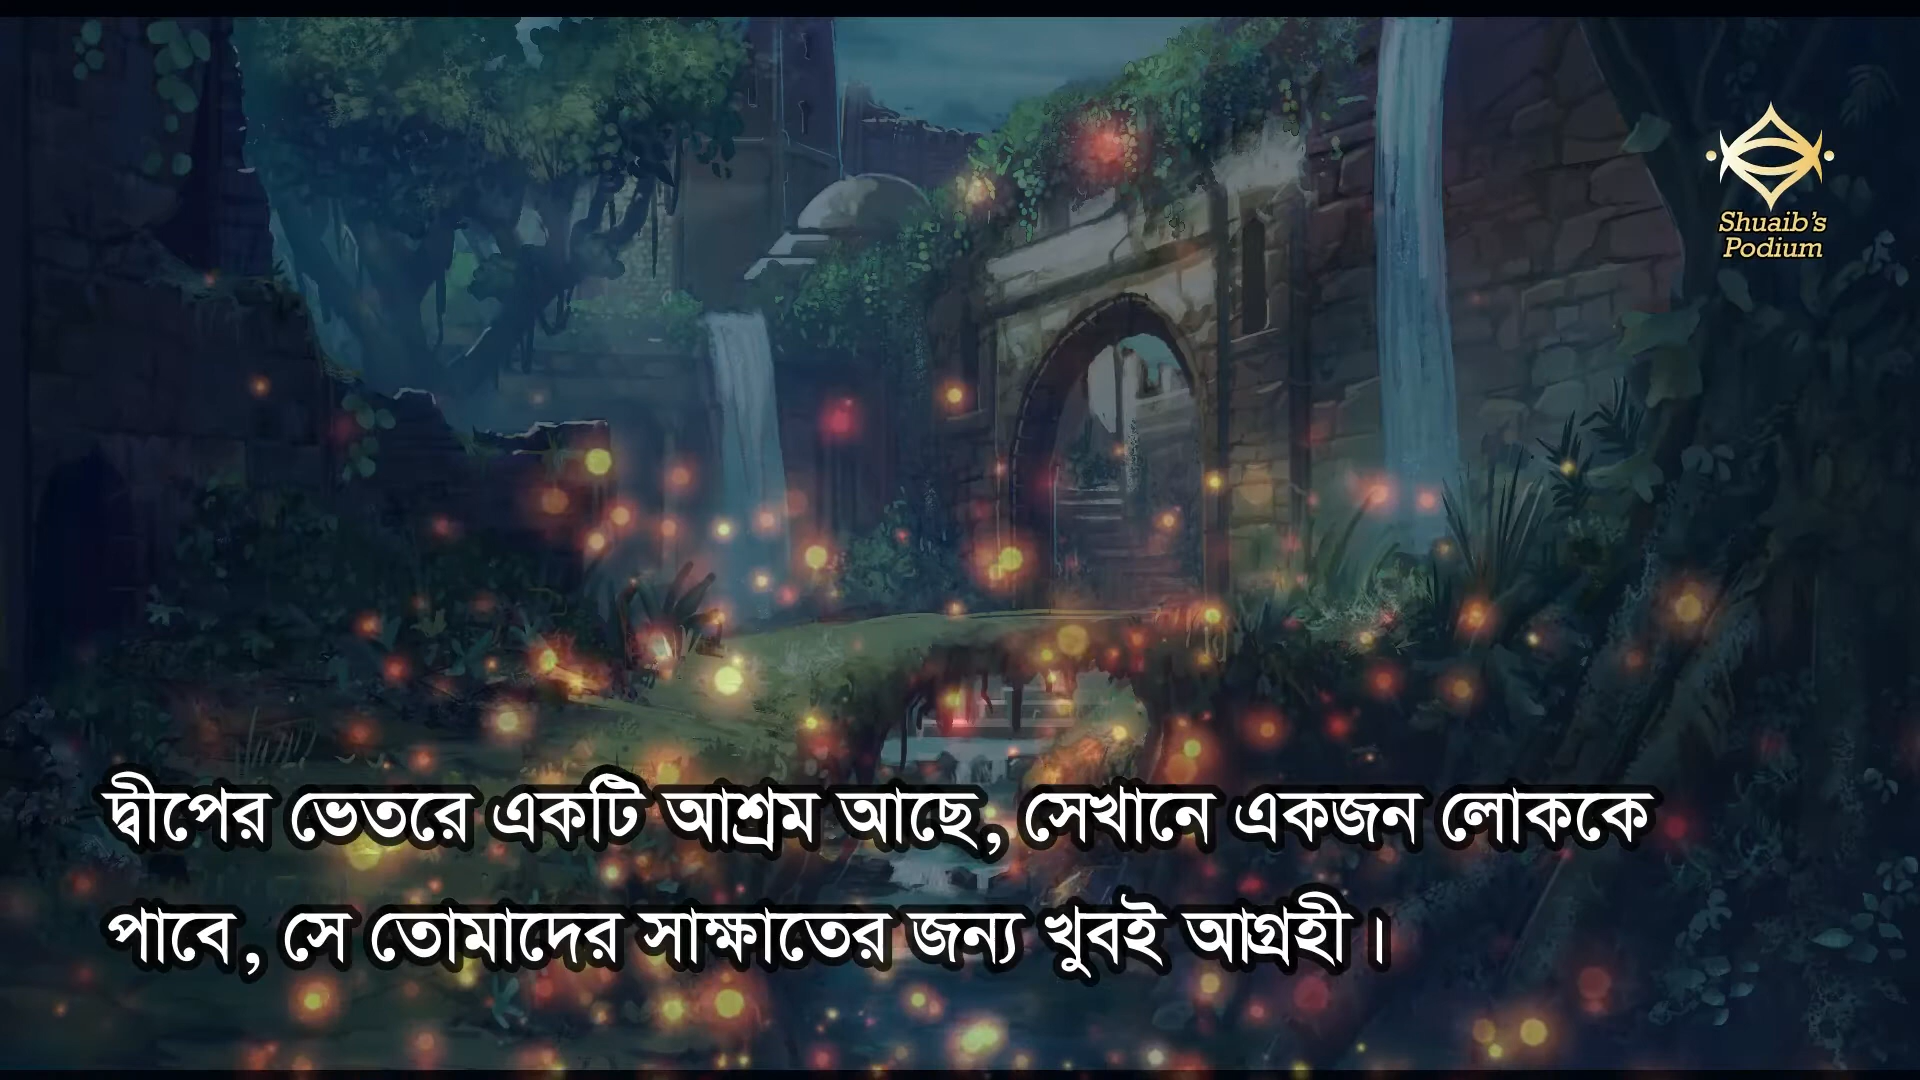 Shuaib's
Podium
দ্বীপের ভেতরে একটি আশ্রম আছে, সেখানে একজন লোককে
পাবে, সে তোমাদের সাক্ষাতের জন্য খুবই আগ্রহী।